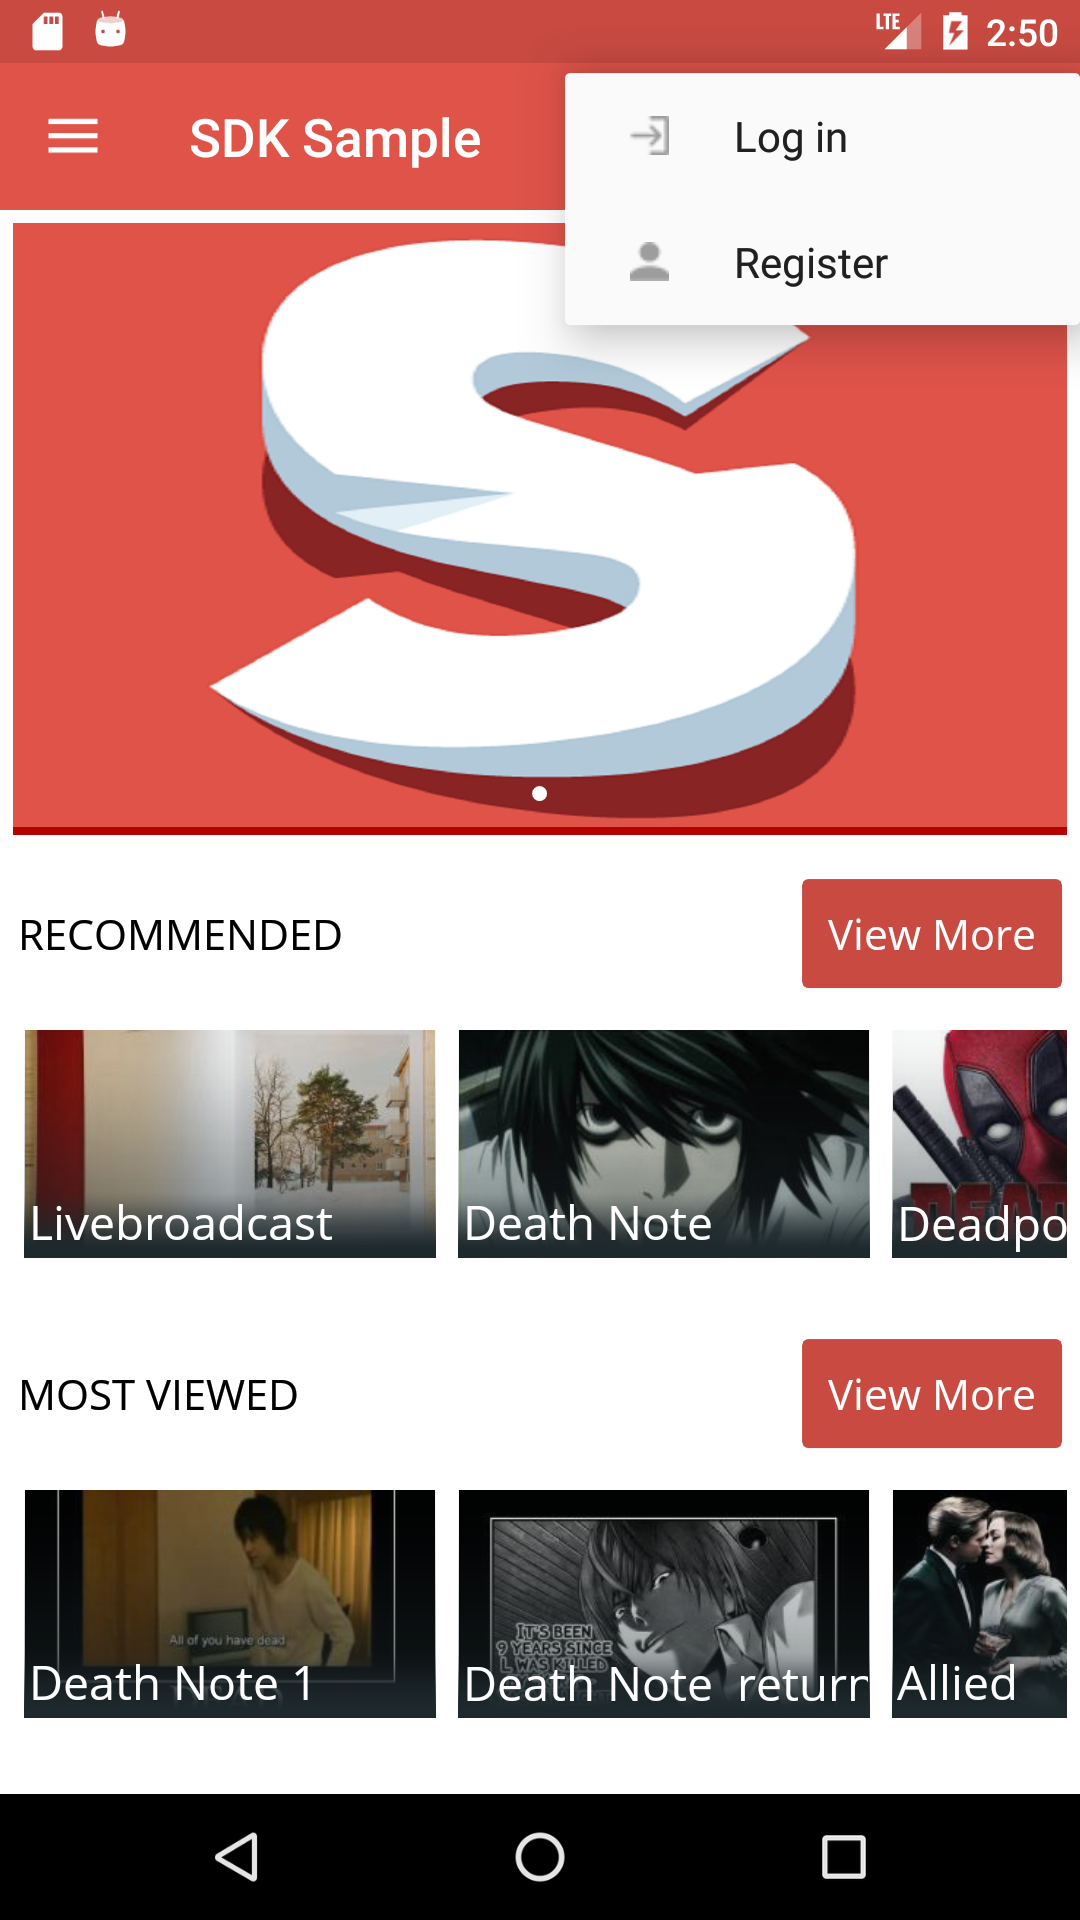 LTE 2:50
SDK Sample
Log in
Register
S
RECOMMENDED
View More
Livebroadcast
Death Note
Deadpo
MOST VIEWED
View More
All of you have dead
Death Note 1
IT'S BEEN
9 YEARS SINCE
L WAS KILLED
Death Note return
Allied